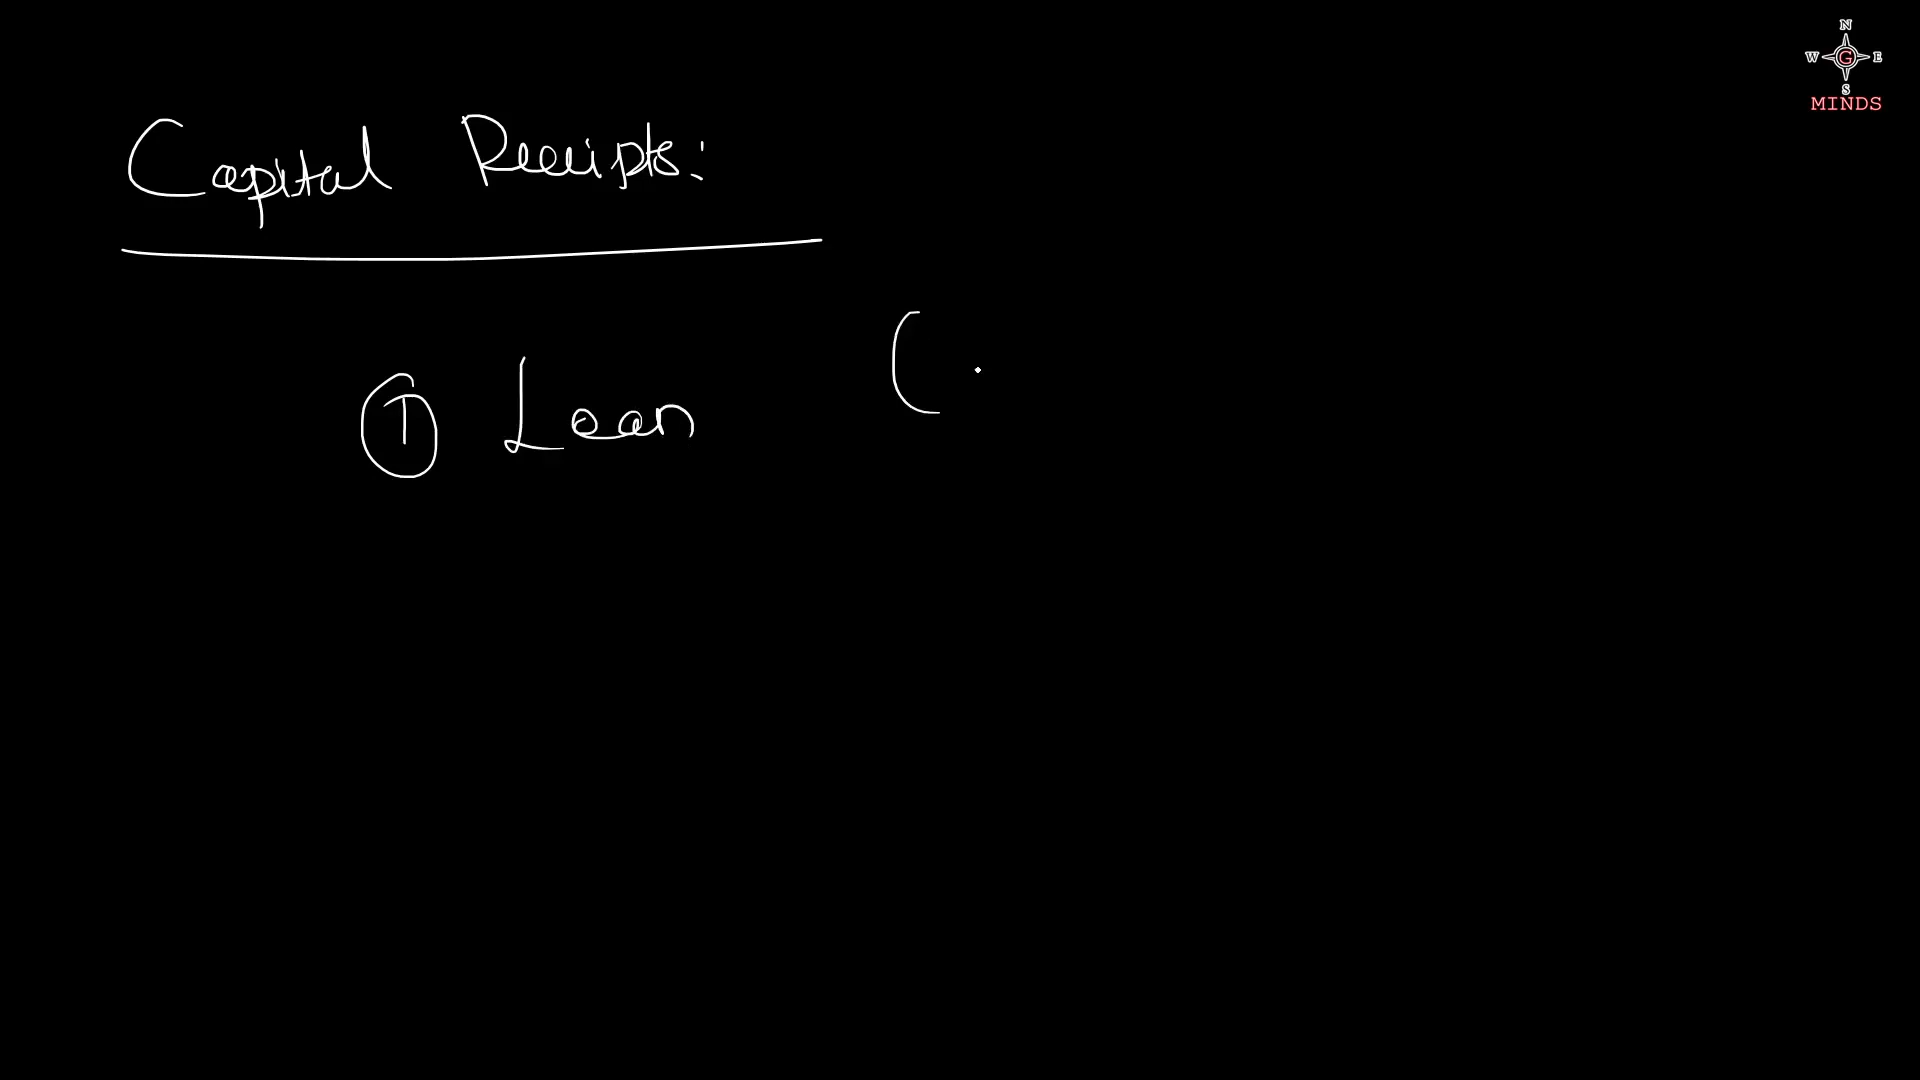 N
W G E
S
MINDS
Capital Receipts:
① Loan (